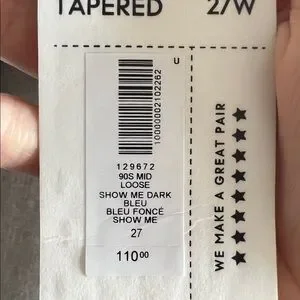 TAPERED 27/W
U
10000002102262
129672
90S MID
LOOSE
SHOW ME DARK
BLEU
BLEU FONCÉ
SHOW ME
27
110.00
WE MAKE A GREAT PAIR